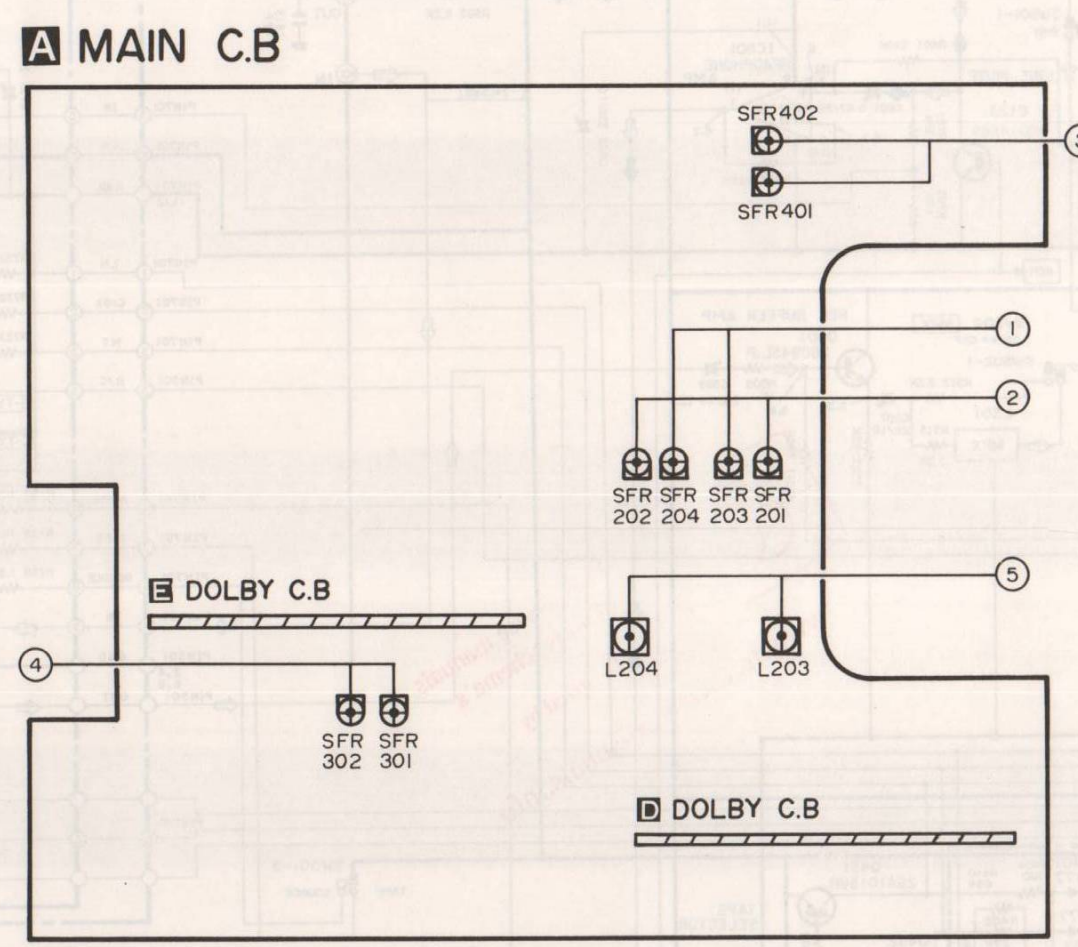 A MAIN C.B
SFR402
3
SFR401
1
2
SFR SFR SFR SFR
202 204 203 201
5
E DOLBY C.B
L204 L203
4
SFR SFR
302 301
D DOLBY C.B